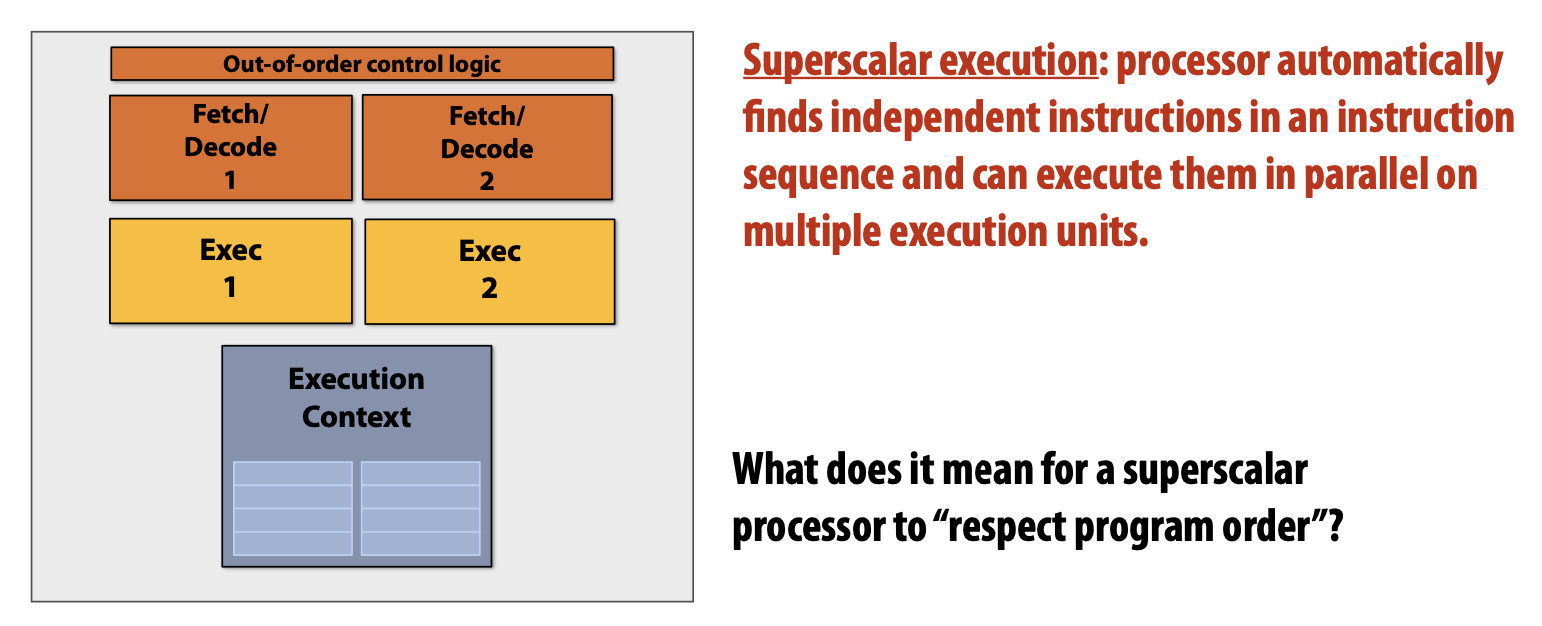 Out-of-order control logic
Fetch/
Decode
1
Fetch/
Decode
2
Exec
1
Exec
2
Execution
Context
Superscalar execution: processor automatically
finds independent instructions in an instruction
sequence and can execute them in parallel on
multiple execution units.
What does it mean for a superscalar
processor to “respect program order”?